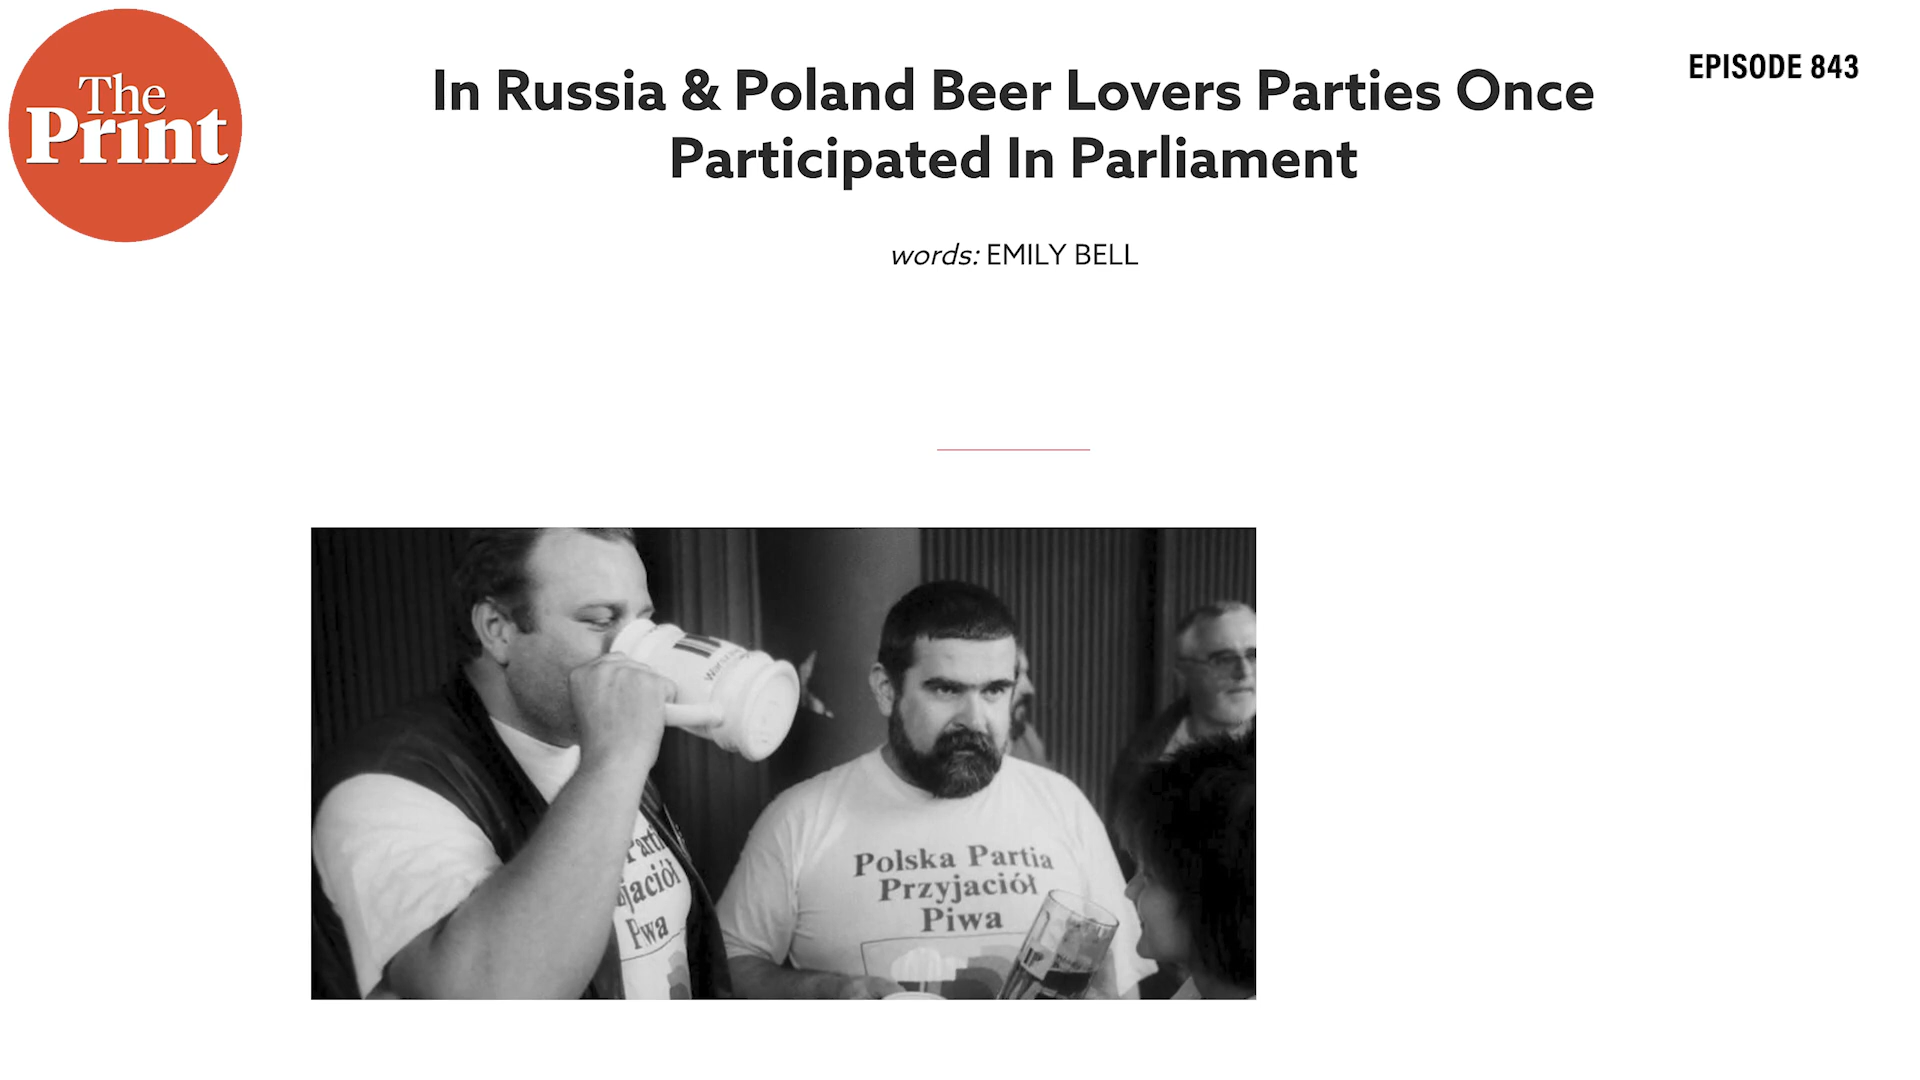 The
Print
In Russia & Poland Beer Lovers Parties Once
Participated In Parliament
EPISODE 843
words: EMILY BELL
Polska Partia
Przyjaciół
Piwa